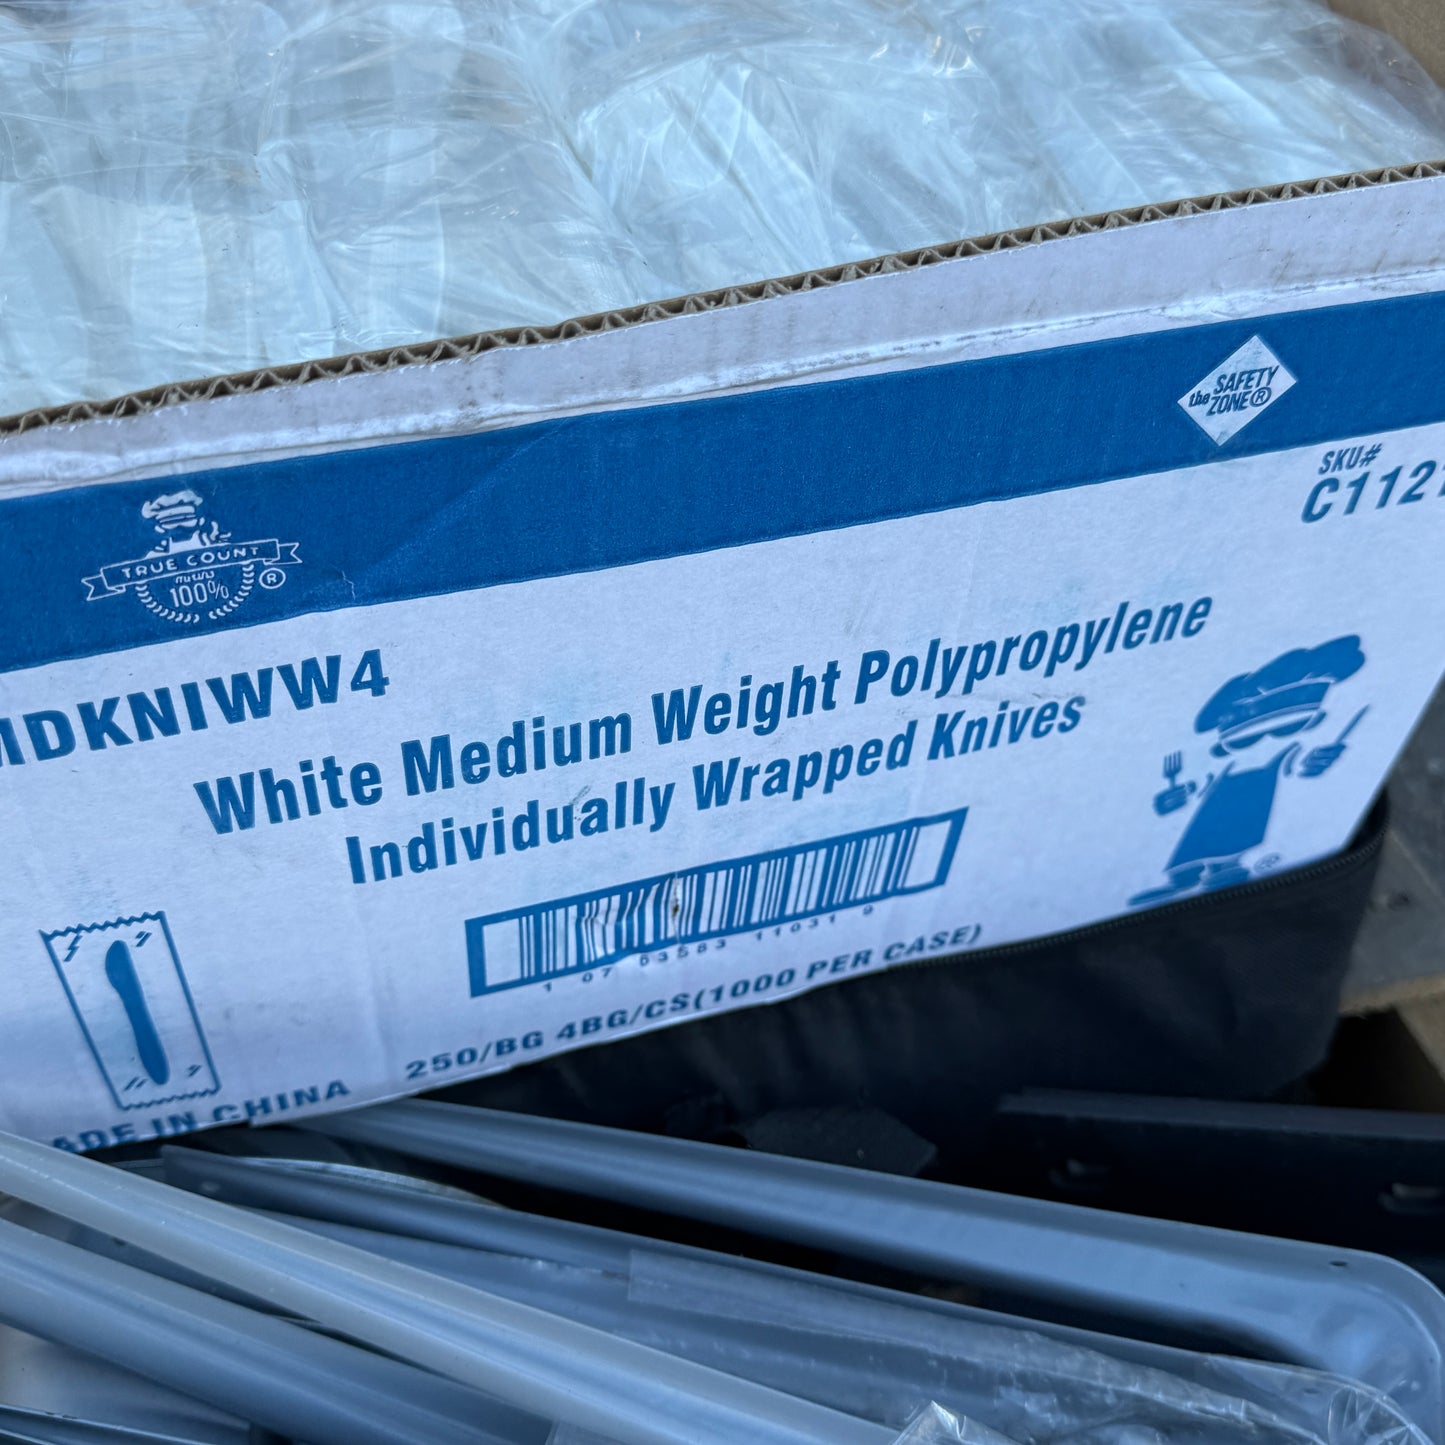 the SAFETY
ZONE®
SKU#
C112
TRUE COUNT
100%
®
MDKNIWW4
White Medium Weight Polypropylene
Individually Wrapped Knives
®
1 07 03583 11031 9
250/BG 4BG/CS(1000 PER CASE)
MADE IN CHINA